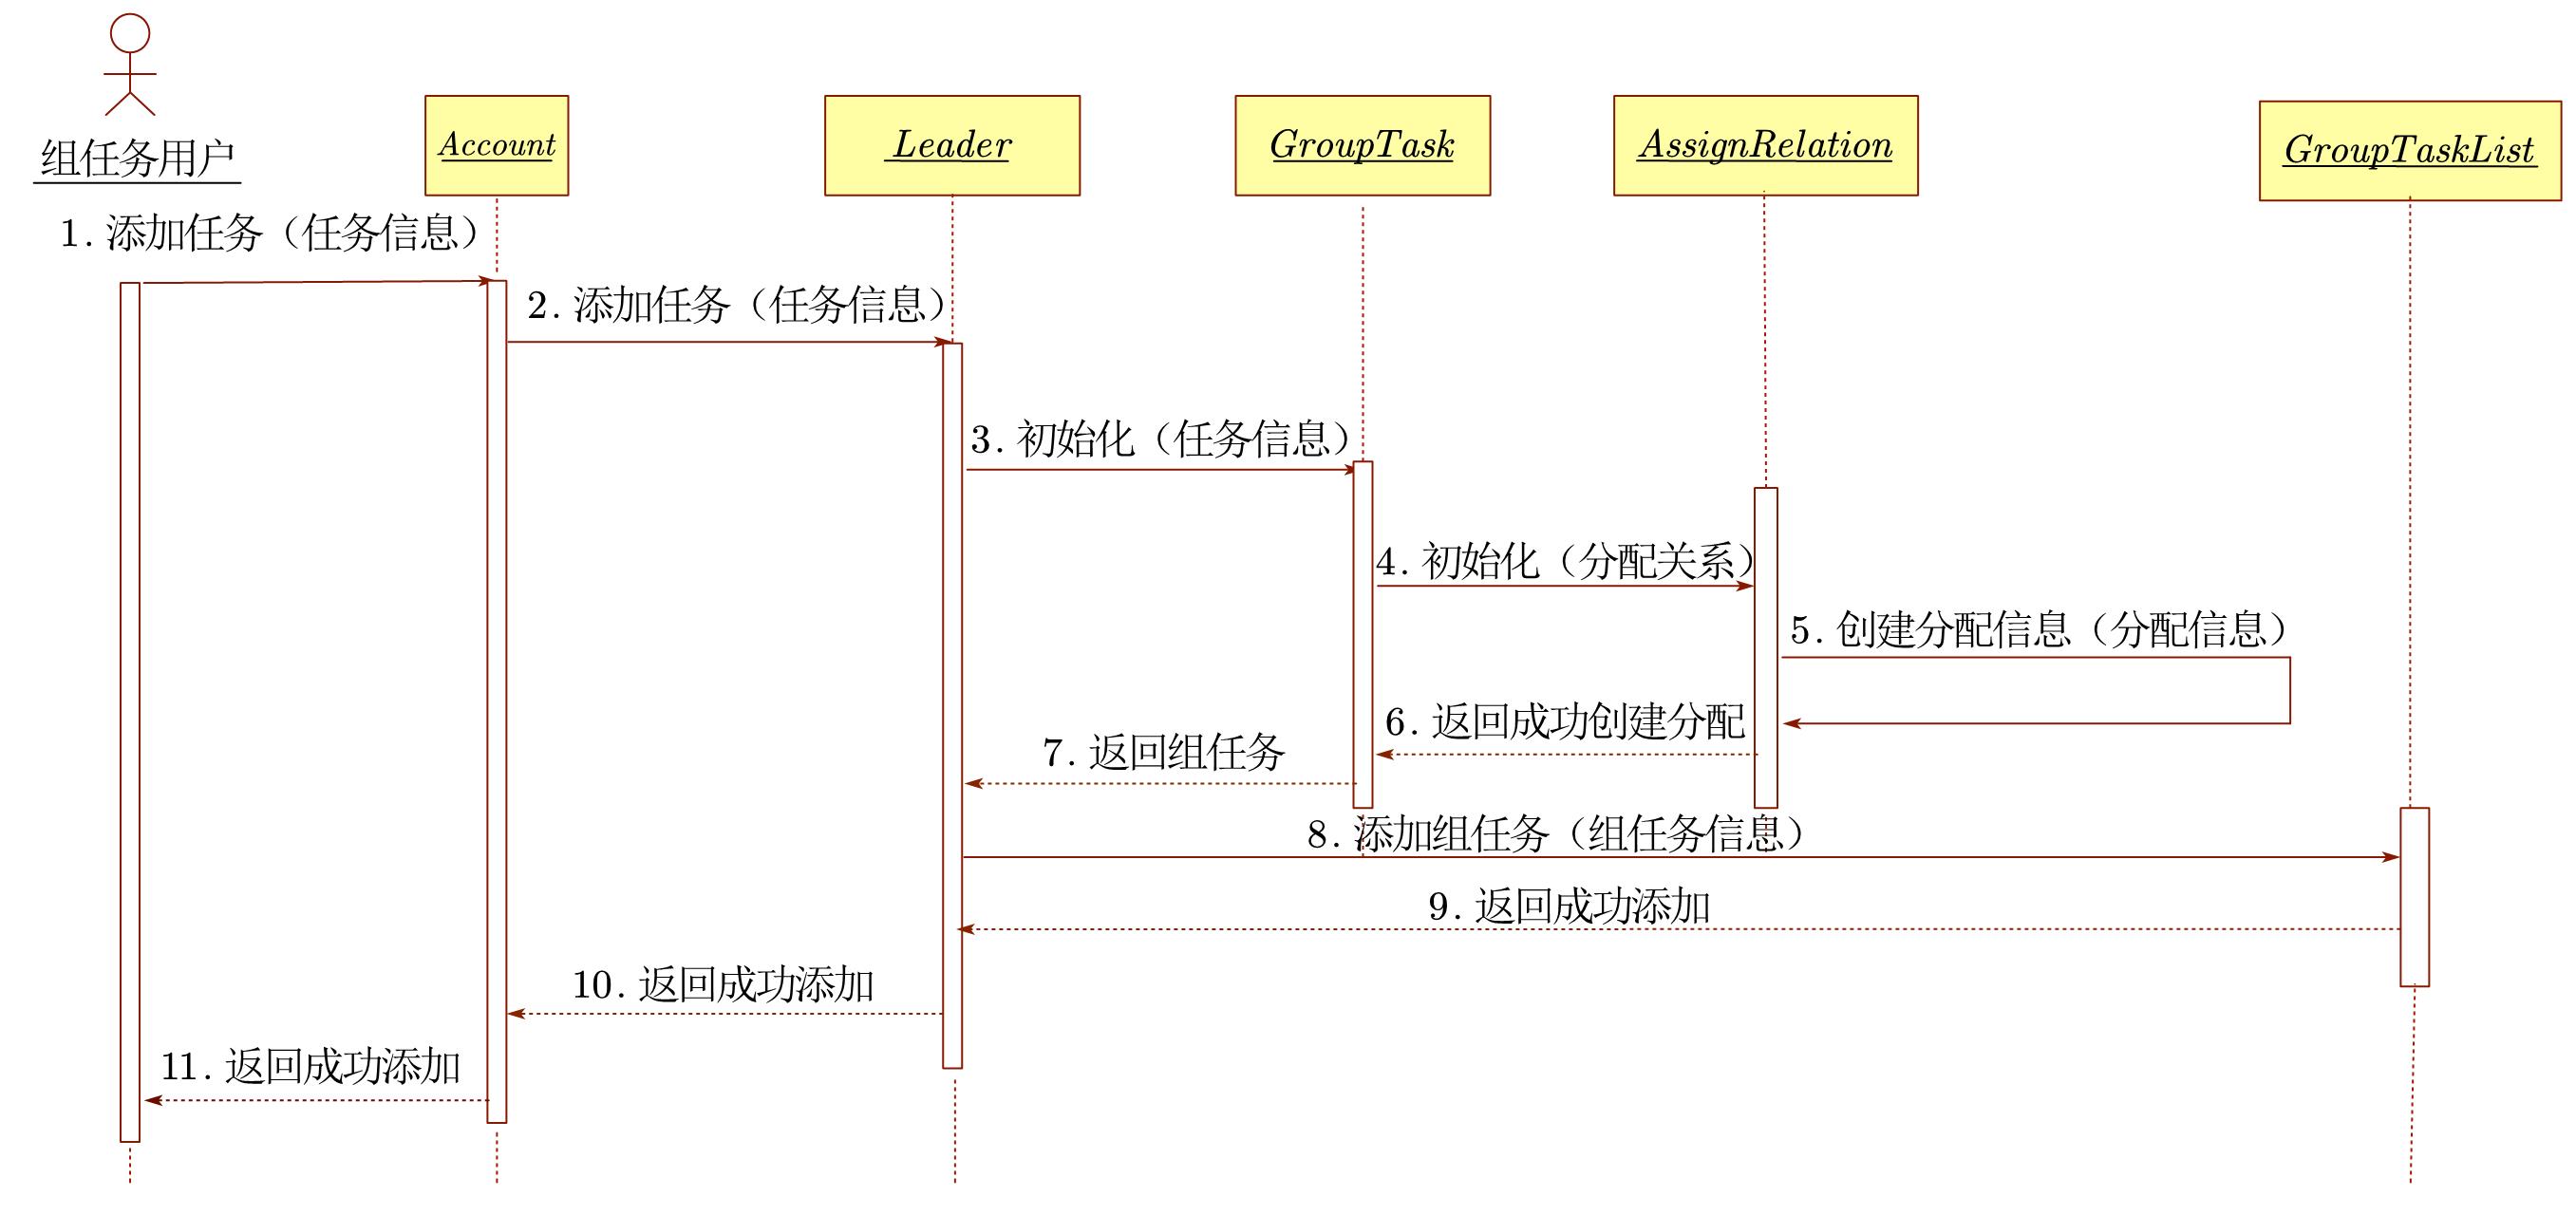 组任务用户
Account
Leader
GroupTask
AssignRelation
GroupTaskList
1. 添加任务（任务信息）
2. 添加任务（任务信息）
3. 初始化（任务信息）
4. 初始化（分配关系）
5. 创建分配信息（分配信息）
6. 返回成功创建分配
7. 返回组任务
8. 添加组任务（组任务信息）
9. 返回成功添加
10. 返回成功添加
11. 返回成功添加